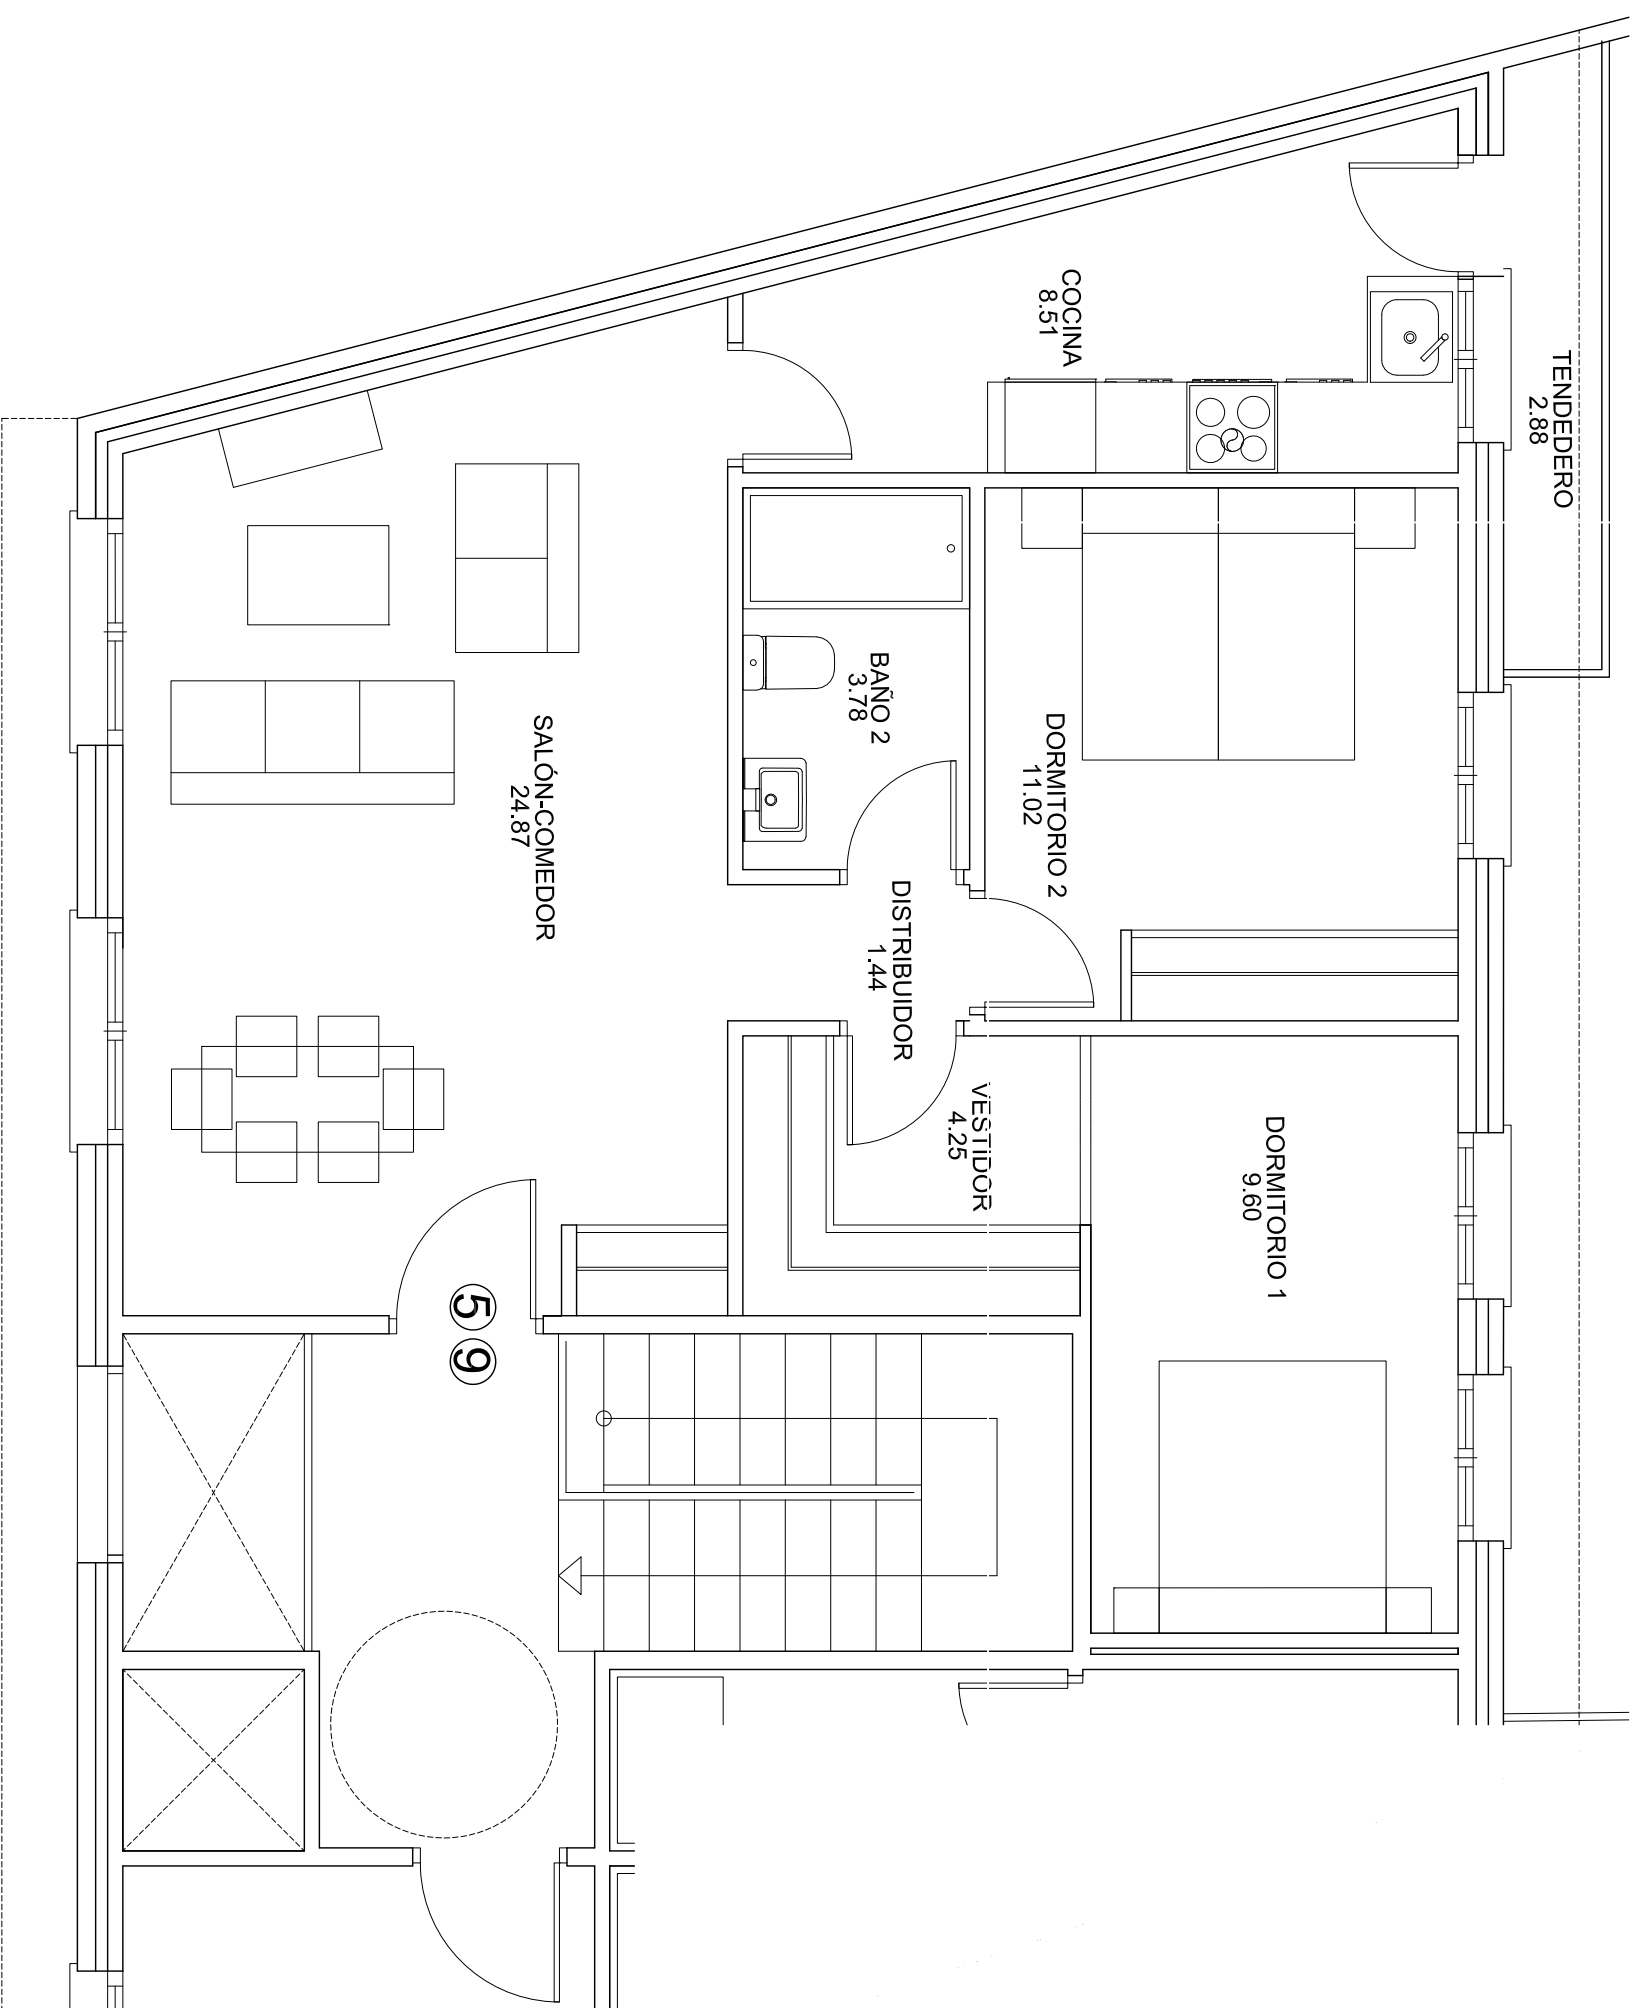 TENDEDERO
2.88
COCINA
8.51
DORMITORIO 2
11.02
BAÑO 2
3.78
SALÓN-COMEDOR
24.87
DISTRIBUIDOR
1.44
VESTIDOR
4.25
DORMITORIO 1
9.60
5 9